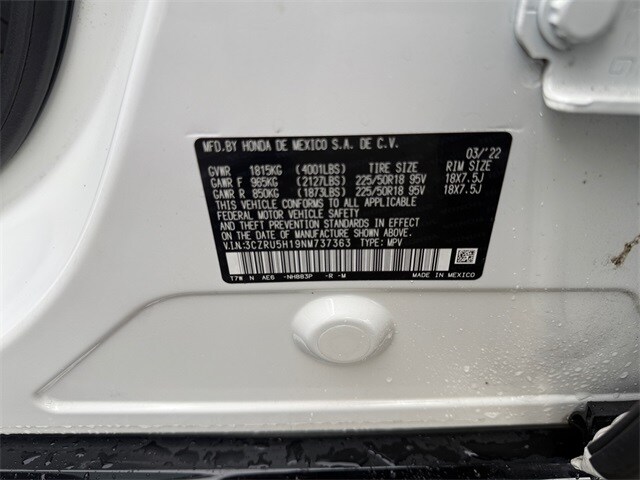 MFD.BY HONDA DE MEXICO S.A. DE C.V. 03/'22
GVWR 1815KG (4001LBS) TIRE SIZE RIM SIZE
GAWR F 965KG (2127LBS) 225/50R18 95V 18X7.5J
GAWR R 850KG (1873LBS) 225/50R18 95V 18X7.5J
THIS VEHICLE CONFORMS TO ALL APPLICABLE
FEDERAL MOTOR VEHICLE SAFETY AND
THEFT PREVENTION STANDARDS IN EFFECT ON
THE DATE OF MANUFACTURE SHOWN ABOVE.
V.I.N:3CZRU5H19NM737363 TYPE: MPV
17W N AE6 -NH883P -R -M MADE IN MEXICO